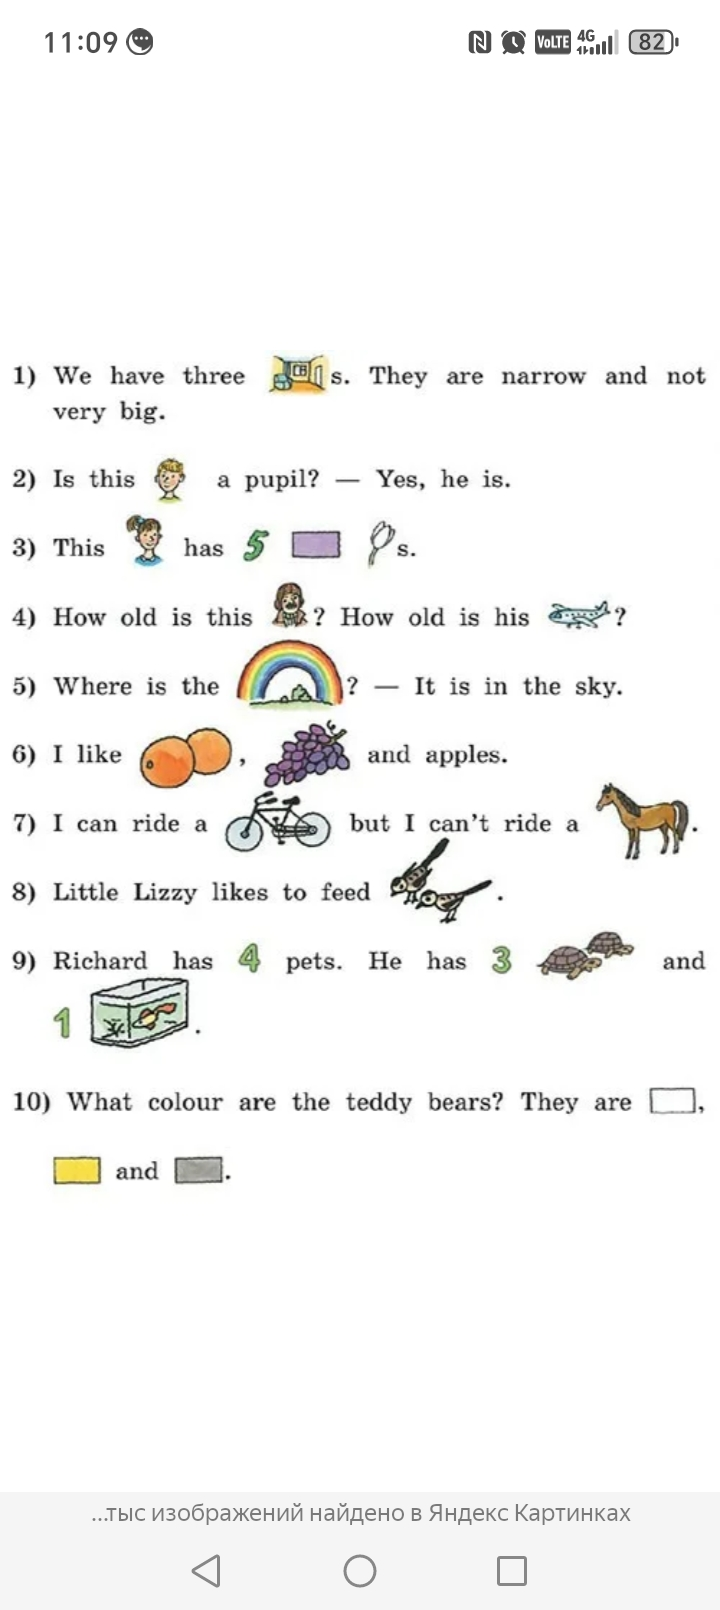 11:09 VoLTE 4G 82
1) We have three s. They are narrow and not
very big.
2) Is this a pupil? — Yes, he is.
3) This has 5 s.
4) How old is this ? How old is his ?
5) Where is the ? — It is in the sky.
6) I like , and apples.
7) I can ride a but I can't ride a .
8) Little Lizzy likes to feed .
9) Richard has 4 pets. He has 3 and
1 .
10) What colour are the teddy bears? They are ,
and .
...тыс изображений найдено в Яндекс Картинках